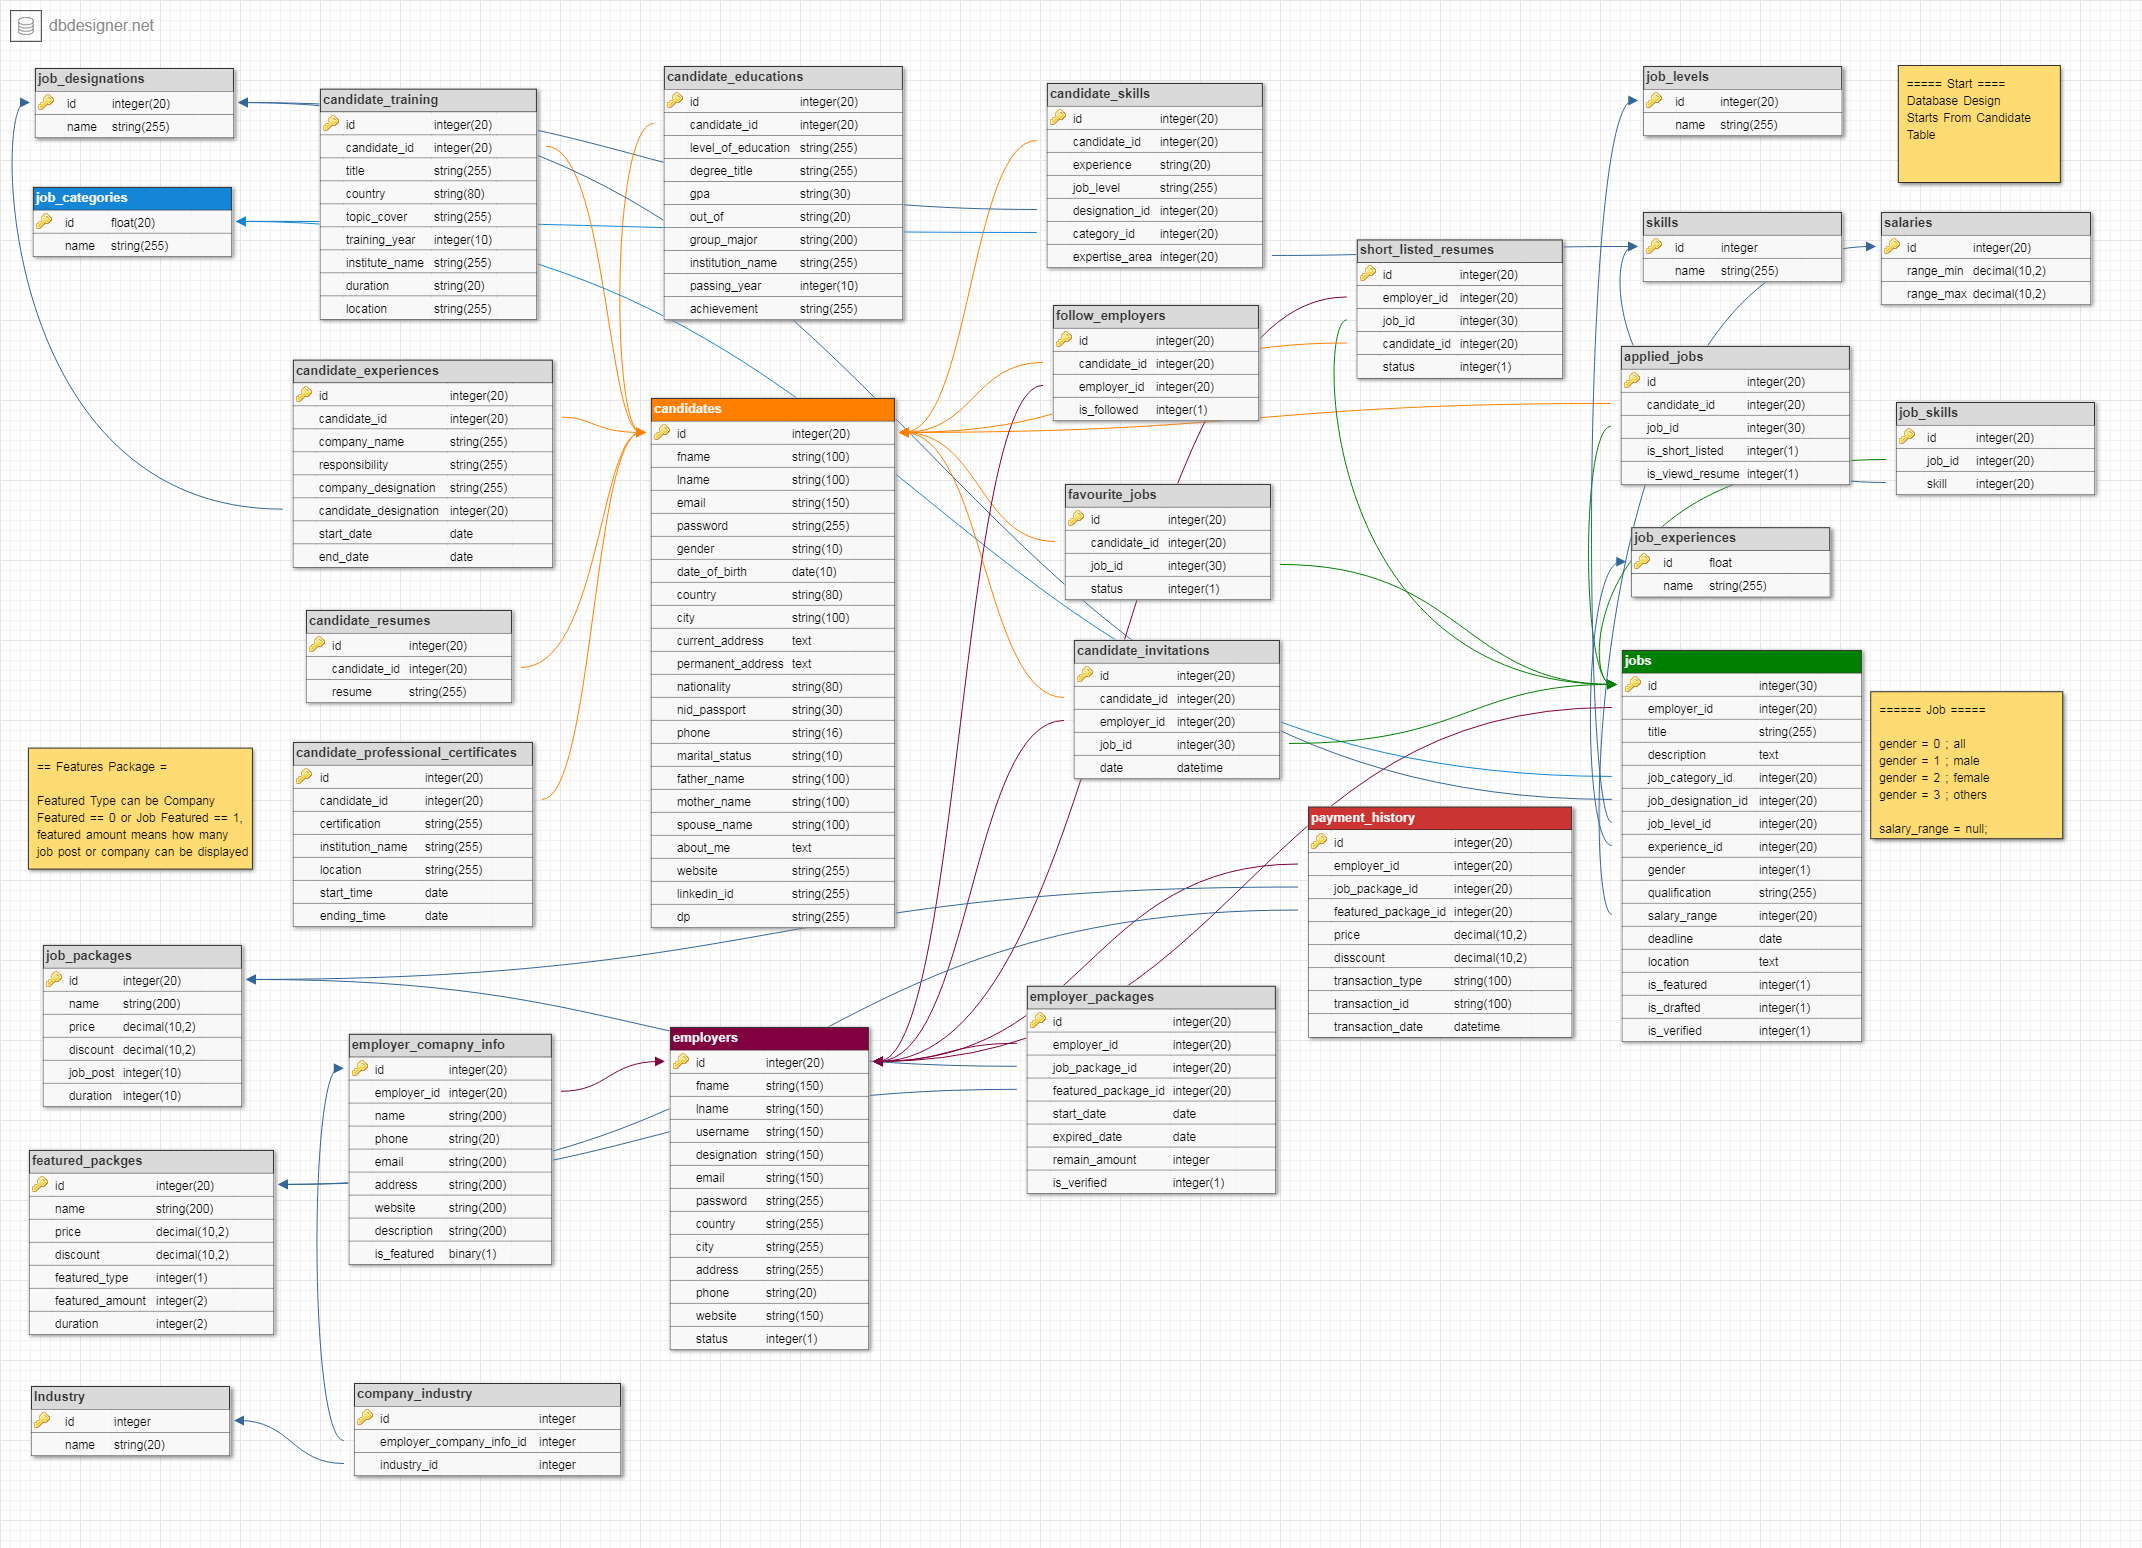 dbdesigner.net
job_designations
id integer(20)
name string(255)
job_categories
id float(20)
name string(255)
candidate_training
id integer(20)
candidate_id integer(20)
title string(255)
country string(80)
topic_cover string(255)
training_year integer(10)
institute_name string(255)
duration string(20)
location string(255)
candidate_educations
id integer(20)
candidate_id integer(20)
level_of_education string(255)
degree_title string(255)
gpa string(30)
out_of string(20)
group_major string(200)
institution_name string(255)
passing_year integer(10)
achievement string(255)
candidate_skills
id integer(20)
candidate_id integer(20)
experience string(20)
job_level string(255)
designation_id integer(20)
category_id integer(20)
expertise_area integer(20)
job_levels
id integer(20)
name string(255)
===== Start ====
Database Design
Starts From Candidate
Table
skills
id integer
name string(255)
salaries
id integer(20)
range_min decimal(10,2)
range_max decimal(10,2)
short_listed_resumes
id integer(20)
employer_id integer(20)
job_id integer(30)
candidate_id integer(20)
status integer(1)
follow_employers
id integer(20)
candidate_id integer(20)
employer_id integer(20)
is_followed integer(1)
applied_jobs
id integer(20)
candidate_id integer(20)
job_id integer(30)
is_short_listed integer(1)
is_viewd_resume integer(1)
job_skills
id integer(20)
job_id integer(20)
skill integer(20)
candidate_experiences
id integer(20)
candidate_id integer(20)
company_name string(255)
responsibility string(255)
company_designation string(255)
candidate_designation integer(20)
start_date date
end_date date
candidates
id integer(20)
fname string(100)
lname string(100)
email string(150)
password string(255)
gender string(10)
date_of_birth date(10)
country string(80)
city string(100)
current_address text
permanent_address text
nationality string(80)
nid_passport string(30)
phone string(16)
marital_status string(10)
father_name string(100)
mother_name string(100)
spouse_name string(100)
about_me text
website string(255)
linkedin_id string(255)
dp string(255)
favourite_jobs
id integer(20)
candidate_id integer(20)
job_id integer(30)
status integer(1)
job_experiences
id float
name string(255)
candidate_resumes
id integer(20)
candidate_id integer(20)
resume string(255)
candidate_invitations
id integer(20)
candidate_id integer(20)
employer_id integer(20)
job_id integer(30)
date datetime
jobs
id integer(30)
employer_id integer(20)
title string(255)
description text
job_category_id integer(20)
job_designation_id integer(20)
job_level_id integer(20)
experience_id integer(20)
gender integer(1)
qualification string(255)
salary_range integer(20)
deadline date
location text
is_featured integer(1)
is_drafted integer(1)
is_verified integer(1)
====== Job =====
gender = 0 ; all
gender = 1 ; male
gender = 2 ; female
gender = 3 ; others
salary_range = null;
== Features Package =
Featured Type can be Company
Featured == 0 or Job Featured == 1,
featured amount means how many
job post or company can be displayed
candidate_professional_certificates
id integer(20)
candidate_id integer(20)
certification string(255)
institution_name string(255)
location string(255)
start_time date
ending_time date
payment_history
id integer(20)
employer_id integer(20)
job_package_id integer(20)
featured_package_id integer(20)
price decimal(10,2)
disscount decimal(10,2)
transaction_type string(100)
transaction_id string(100)
transaction_date datetime
job_packages
id integer(20)
name string(200)
price decimal(10,2)
discount decimal(10,2)
job_post integer(10)
duration integer(10)
employer_comapny_info
id integer(20)
employer_id integer(20)
name string(200)
phone string(20)
email string(200)
address string(200)
website string(200)
description string(200)
is_featured binary(1)
employers
id integer(20)
fname string(150)
lname string(150)
username string(150)
designation string(150)
email string(150)
password string(255)
country string(255)
city string(255)
address string(255)
phone string(20)
website string(150)
status integer(1)
employer_packages
id integer(20)
employer_id integer(20)
job_package_id integer(20)
featured_package_id integer(20)
start_date date
expired_date date
remain_amount integer
is_verified integer(1)
featured_packges
id integer(20)
name string(200)
price decimal(10,2)
discount decimal(10,2)
featured_type integer(1)
featured_amount integer(2)
duration integer(2)
Industry
id integer
name string(20)
company_industry
id integer
employer_company_info_id integer
industry_id integer